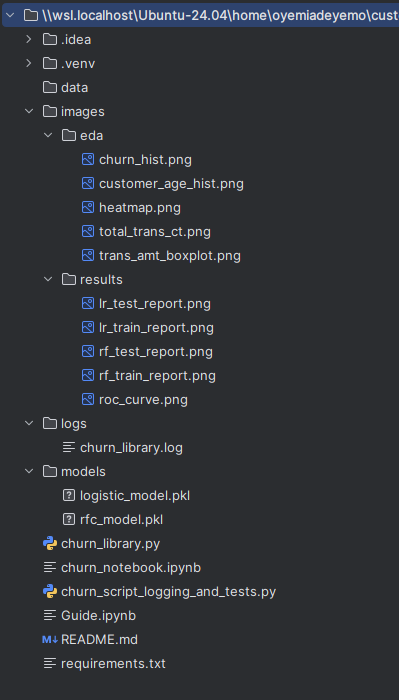 \\wsl.localhost\Ubuntu-24.04\home\oyemiadeyemo\cust
.idea
.venv
data
images
eda
churn_hist.png
customer_age_hist.png
heatmap.png
total_trans_ct.png
trans_amt_boxplot.png
results
lr_test_report.png
lr_train_report.png
rf_test_report.png
rf_train_report.png
roc_curve.png
logs
churn_library.log
models
logistic_model.pkl
rfc_model.pkl
churn_library.py
churn_notebook.ipynb
churn_script_logging_and_tests.py
Guide.ipynb
M↓ README.md
requirements.txt